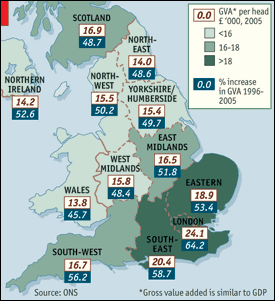 SCOTLAND
16.9
48.7
0.0
GVA* per head
£ '000, 2005
<16
16-18
>18
0.0
% increase
in GVA 1996-
2005
NORTH-
EAST
14.0
48.6
NORTHERN
IRELAND
14.2
52.6
NORTH-
WEST
15.5
50.2
YORKSHIRE/
HUMBERSIDE
15.4
49.7
EAST
MIDLANDS
16.5
51.8
WEST
MIDLANDS
15.8
48.4
EASTERN
18.9
53.4
WALES
13.8
45.7
LONDON
24.1
64.2
SOUTH-
EAST
20.4
58.7
SOUTH-WEST
16.7
56.2
Source: ONS
*Gross value added is similar to GDP